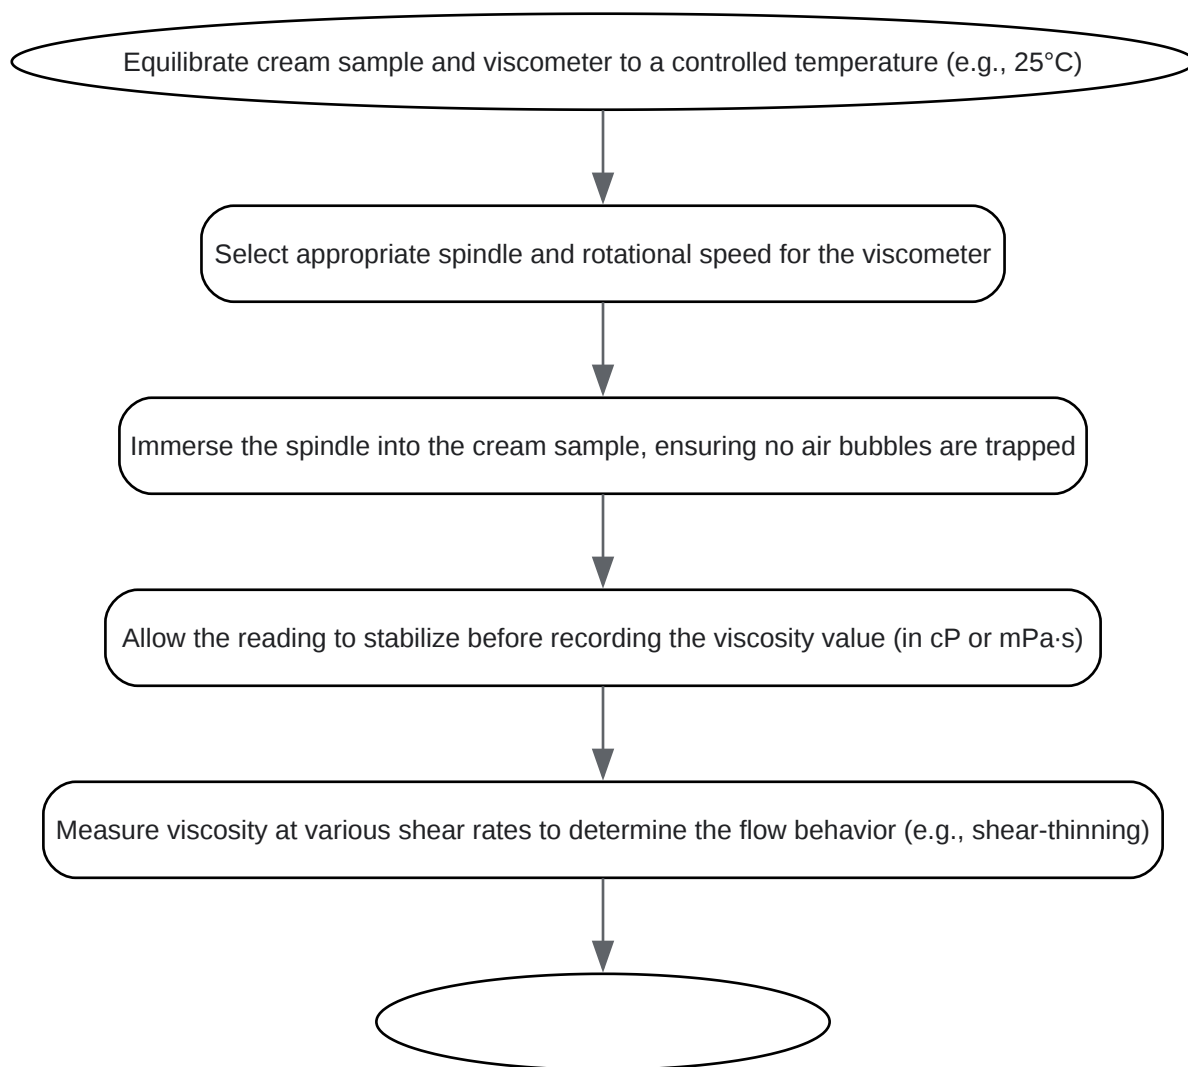 Equilibrate cream sample and viscometer to a controlled temperature (e.g., 25°C)
Select appropriate spindle and rotational speed for the viscometer
Immerse the spindle into the cream sample, ensuring no air bubbles are trapped
Allow the reading to stabilize before recording the viscosity value (in cP or mPa·s)
Measure viscosity at various shear rates to determine the flow behavior (e.g., shear-thinning)